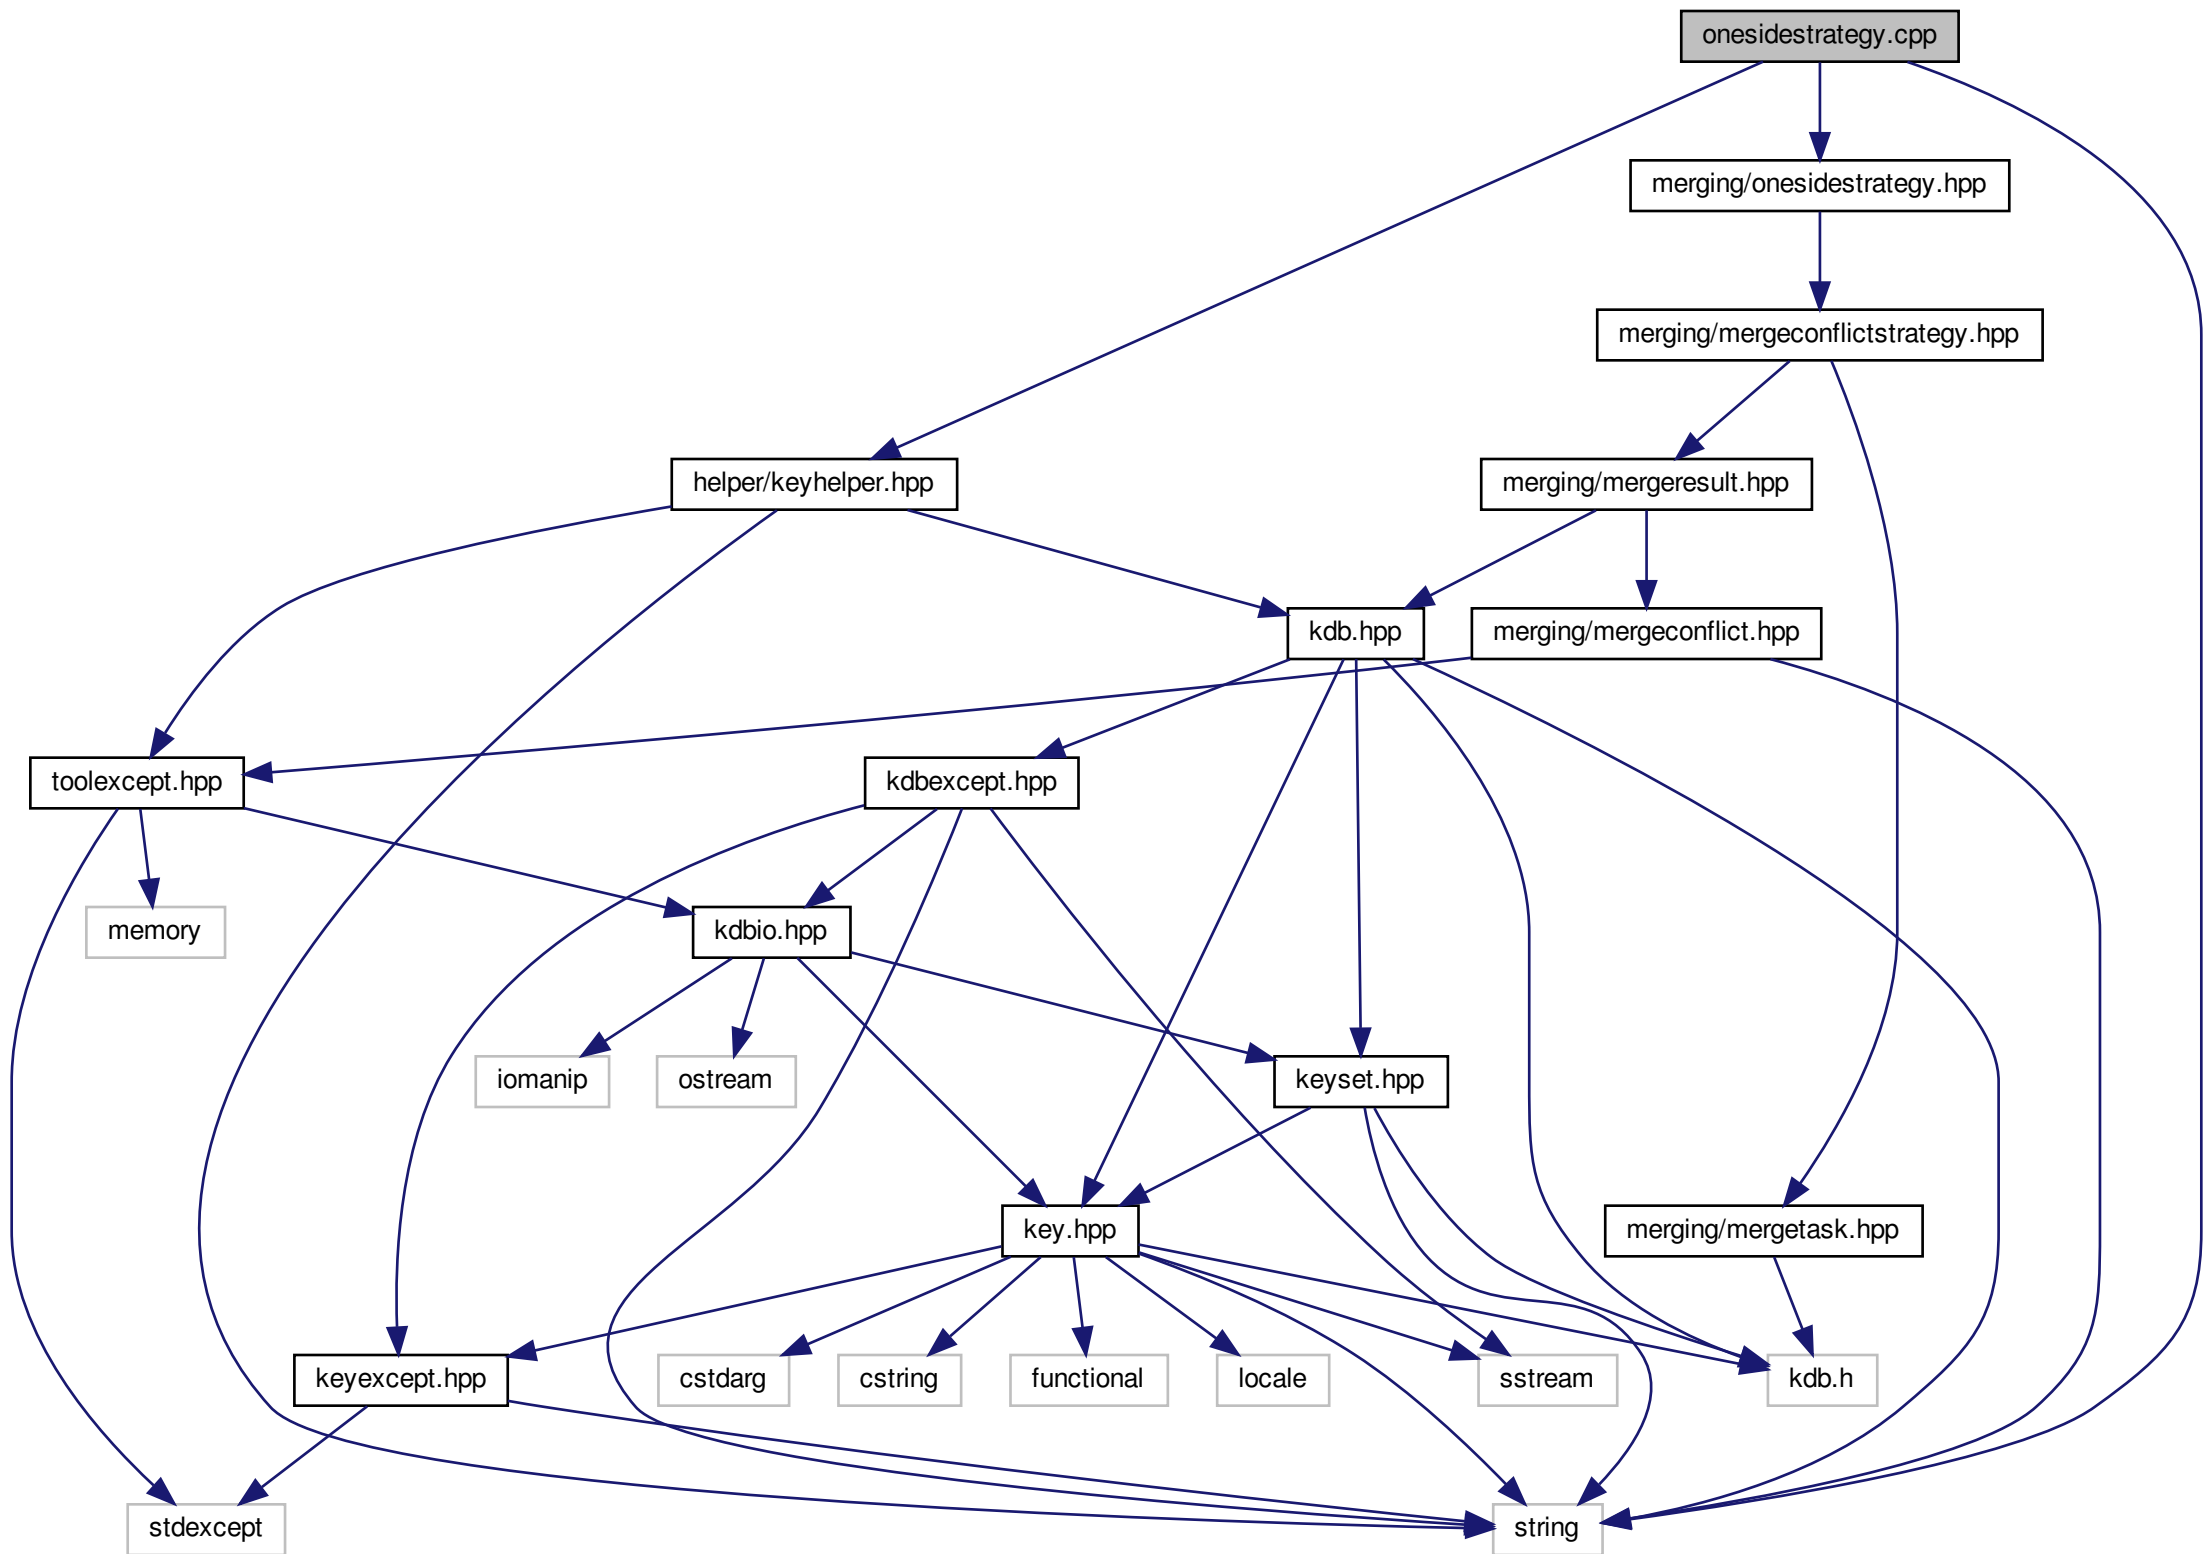 onesidestrategy.cpp
merging/onesidestrategy.hpp
merging/mergeconflictstrategy.hpp
helper/keyhelper.hpp
merging/mergeresult.hpp
kdb.hpp
merging/mergeconflict.hpp
toolexcept.hpp
kdbexcept.hpp
memory
kdbio.hpp
iomanip
ostream
keyset.hpp
key.hpp
merging/mergetask.hpp
keyexcept.hpp
cstdarg
cstring
functional
locale
sstream
kdb.h
stdexcept
string